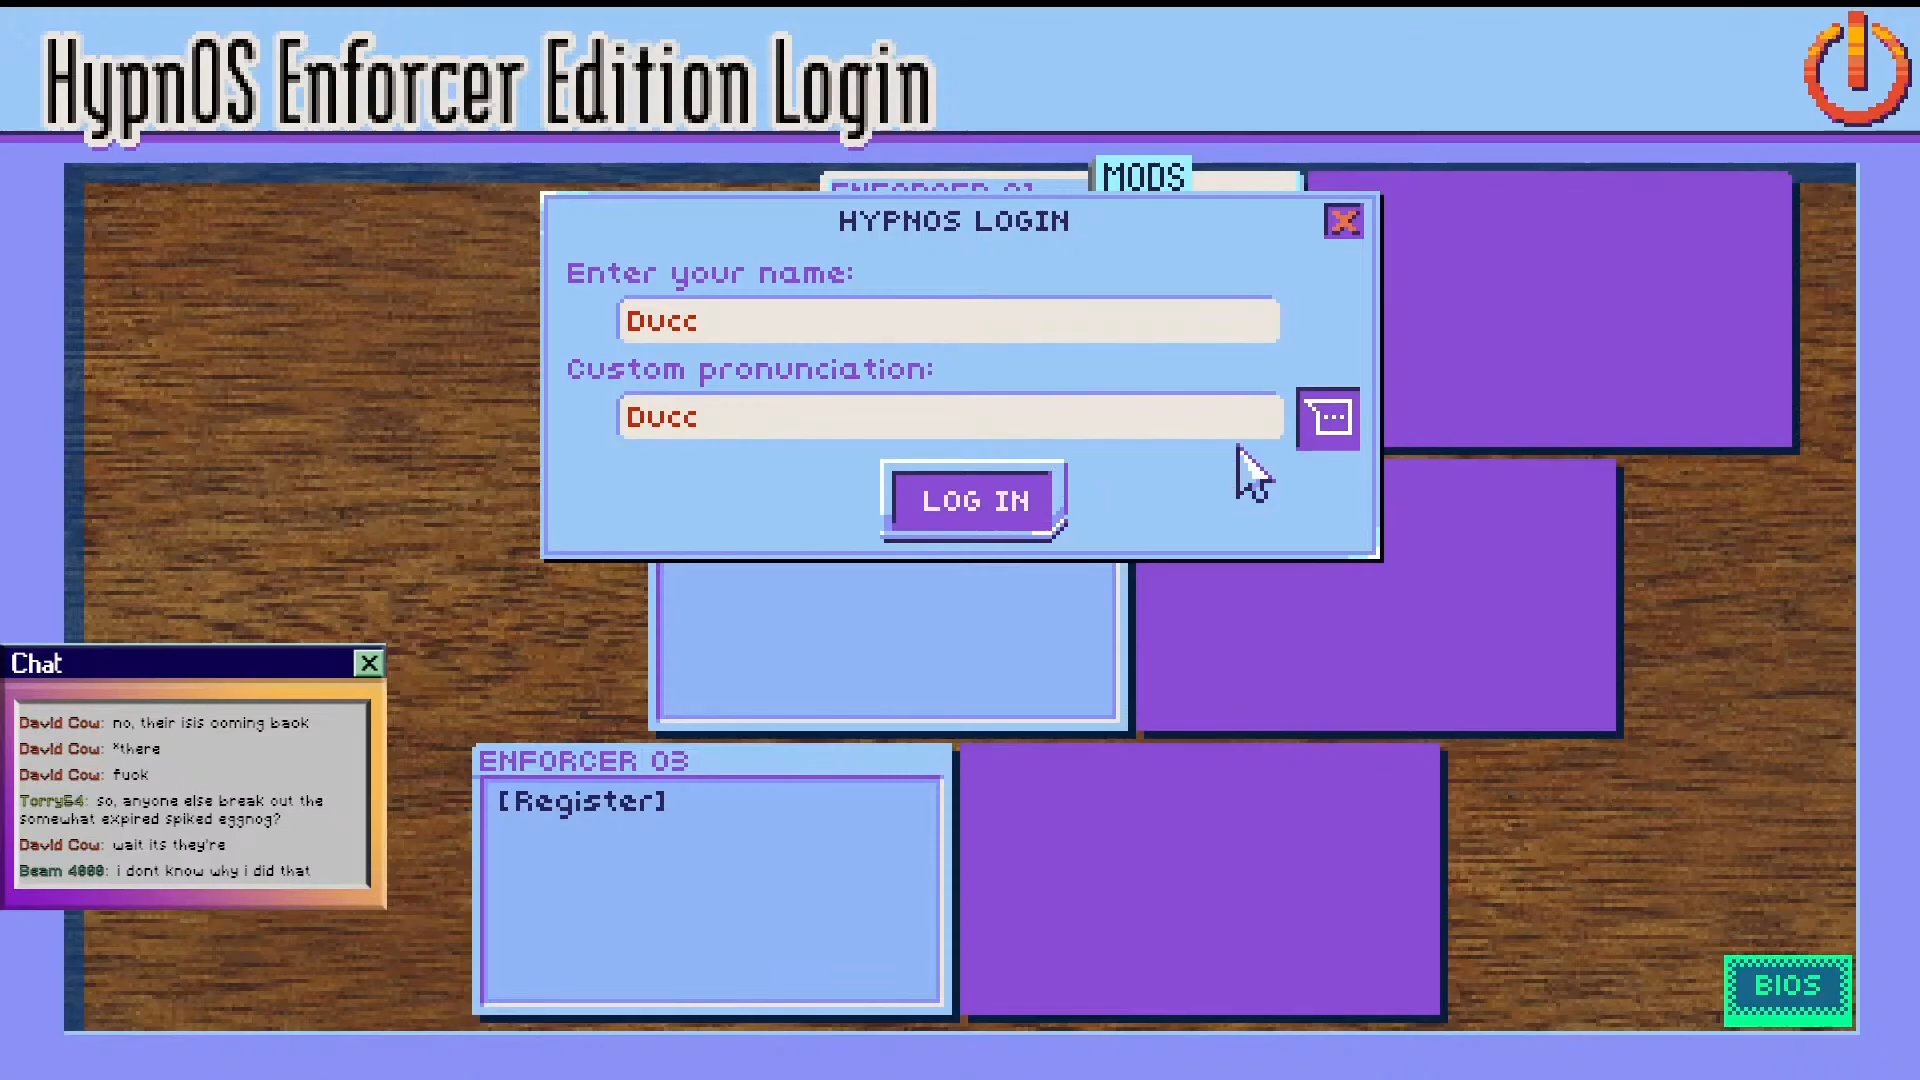 HypnOS Enforcer Edition Login
MODS
ENFORCER 01
HYPNOS LOGIN
Enter your name:
Ducc
Custom pronunciation:
Ducc
LOG IN
Chat
David Cow: no, their isis coming back
David Cow: *there
David Cow: fuck
Torry54: so, anyone else break out the
somewhat expired spiked eggnog?
David Cow: wait its they're
Beam 4000: i dont know why i did that
ENFORCER 03
[Register]
BIOS